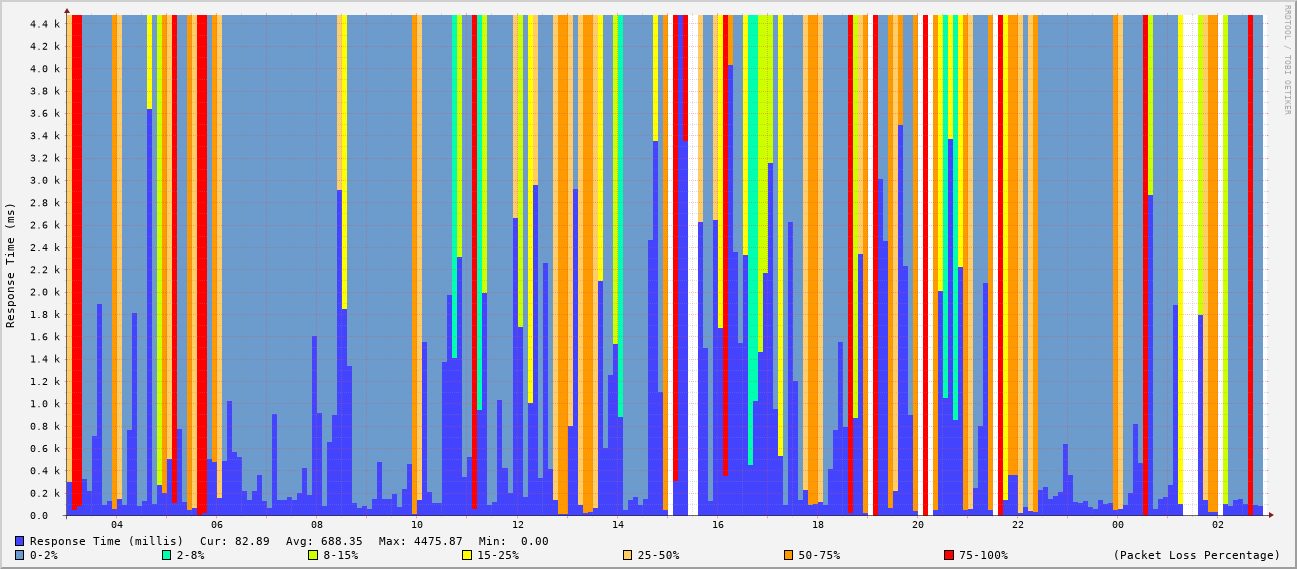 RRDTOOL / TOBI OETIKER
Response Time (ms)
4.4 k
4.2 k
4.0 k
3.8 k
3.6 k
3.4 k
3.2 k
3.0 k
2.8 k
2.6 k
2.4 k
2.2 k
2.0 k
1.8 k
1.6 k
1.4 k
1.2 k
1.0 k
0.8 k
0.6 k
0.4 k
0.2 k
0.0
04 06 08 10 12 14 16 18 20 22 00 02
Response Time (millis) Cur: 82.89 Avg: 688.35 Max: 4475.87 Min: 0.00
0-2% 2-8% 8-15% 15-25% 25-50% 50-75% 75-100% (Packet Loss Percentage)